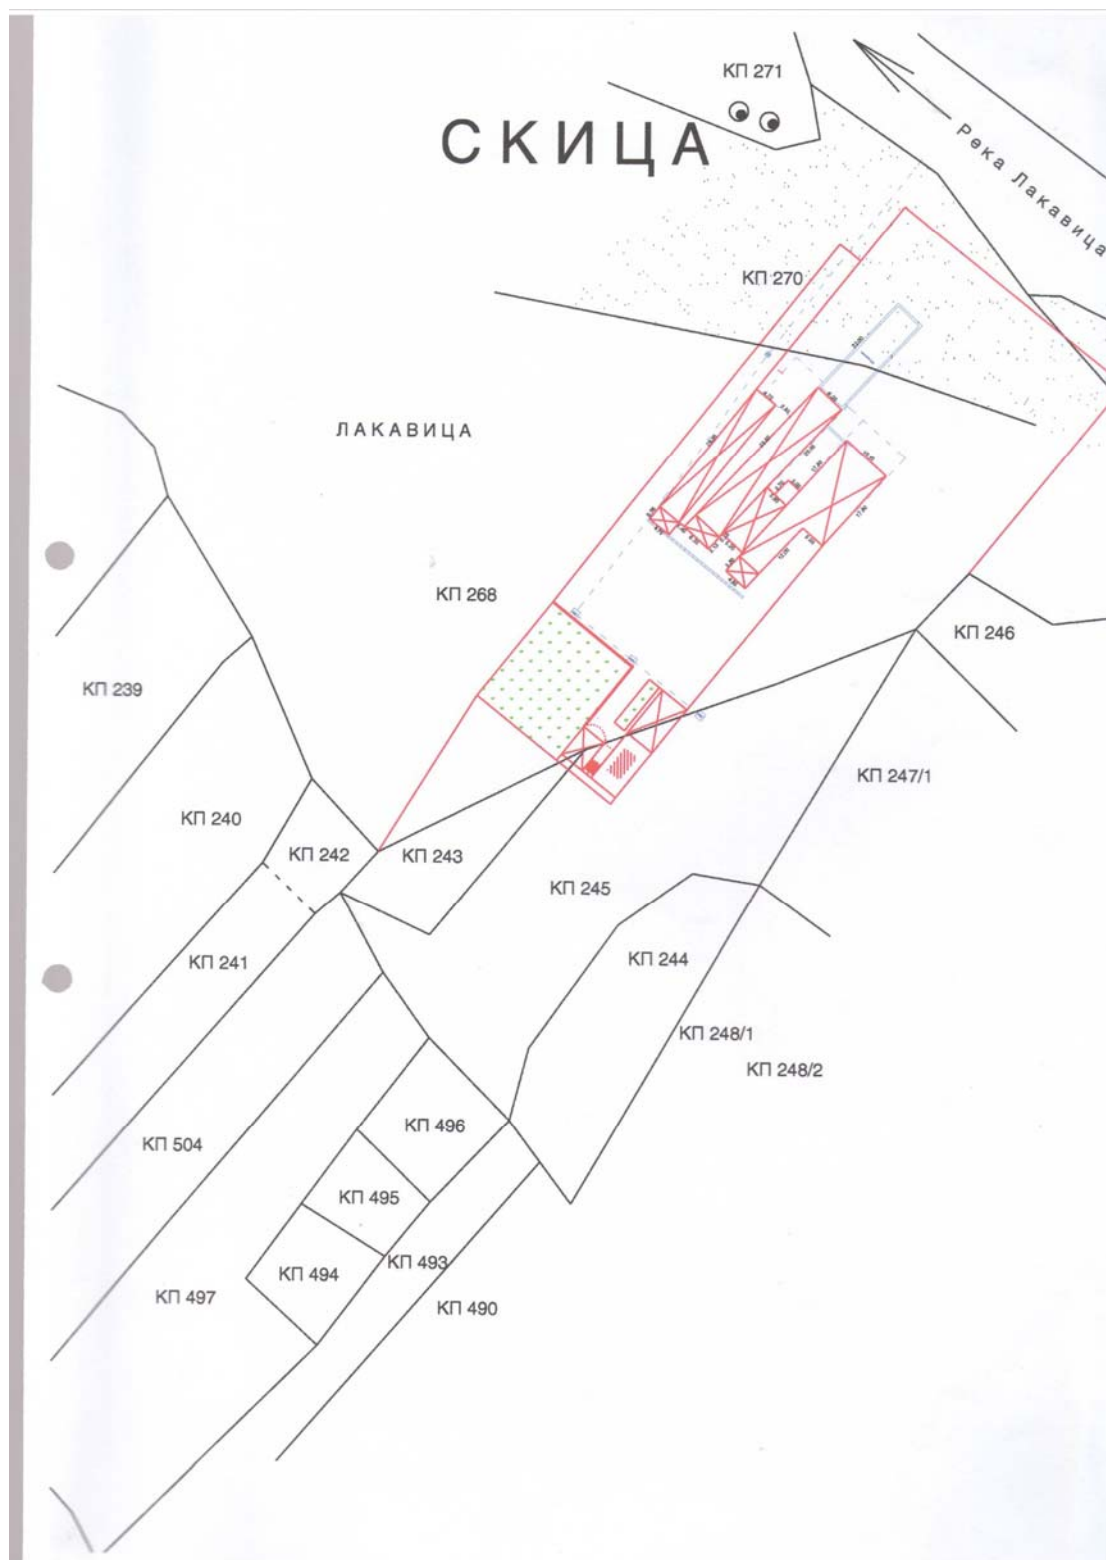 КП 271
СКИЦА
Река Лакавица
КП 270
ЛАКАВИЦА
КП 268
КП 246
КП 239
КП 247/1
КП 240
КП 242
КП 243
КП 245
КП 241
КП 244
КП 248/1
КП 248/2
КП 496
КП 504
КП 495
КП 493
КП 494
КП 497
КП 490